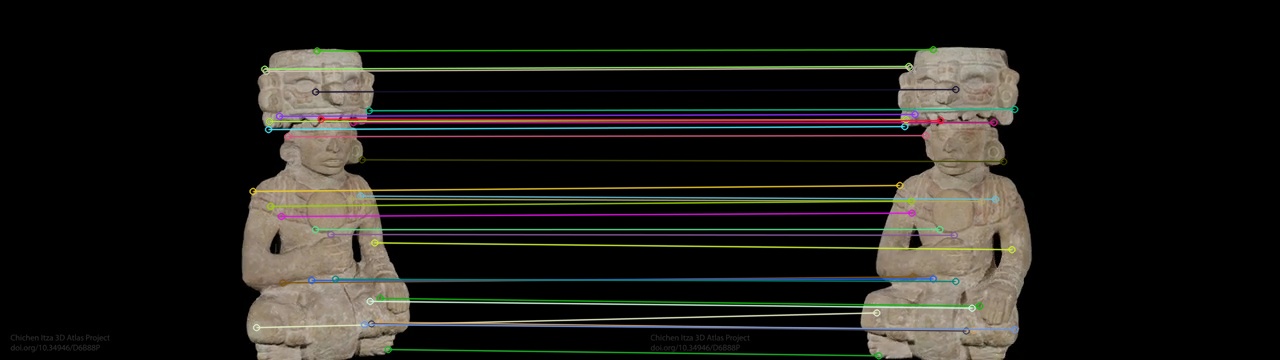 Chichen Itza 3D Atlas Project
doi.org/10.34946/D6B88P
Chichen Itza 3D Atlas Project
doi.org/10.34946/D6B88P